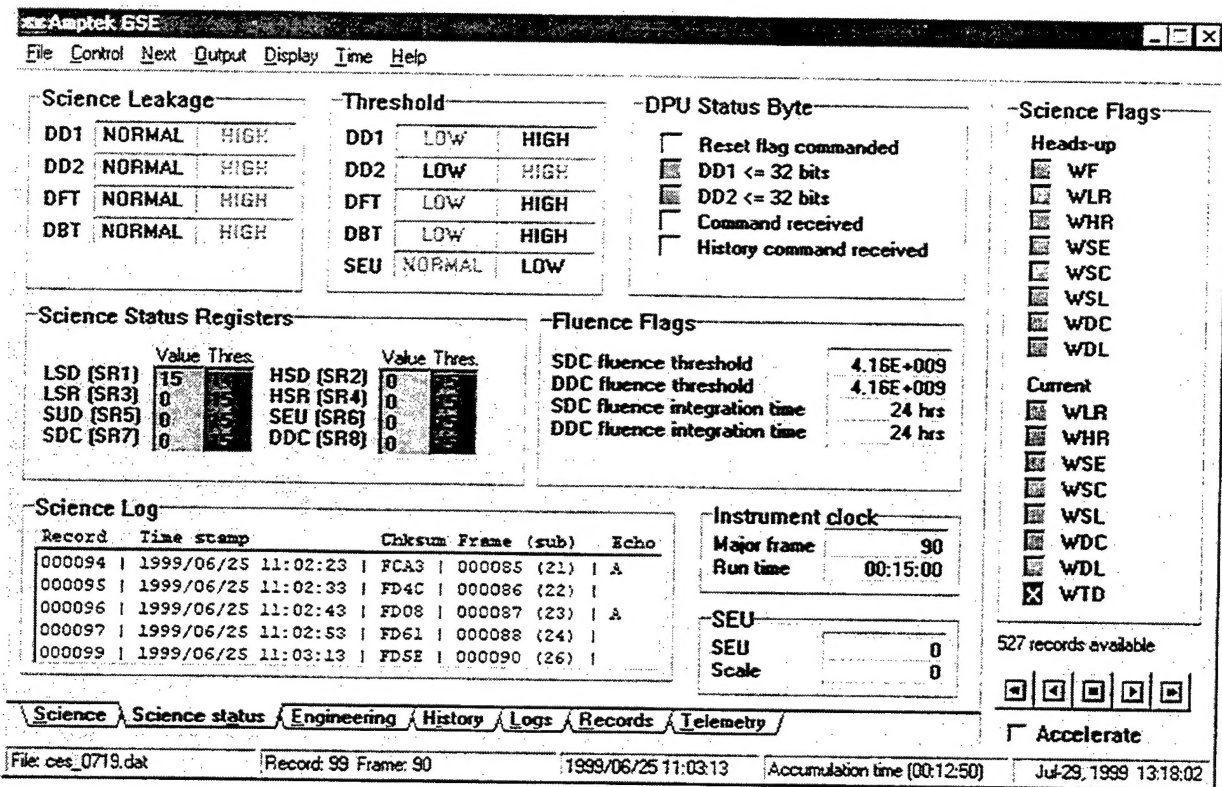 Amptek GSE
File Control Next Output Display Time Help
Science Leakage
DD1 NORMAL HIGH
DD2 NORMAL HIGH
DFT NORMAL HIGH
DBT NORMAL HIGH
Threshold
DD1 LOW HIGH
DD2 LOW HIGH
DFT LOW HIGH
DBT LOW HIGH
SEU NORMAL LOW
DPU Status Byte
Reset flag commanded
DD1 <= 32 bits
DD2 <= 32 bits
Command received
History command received
Science Flags
Heads-up
WF
WLR
WHR
WSE
WSC
WSL
WDC
WDL
Current
WLR
WHR
WSE
WSC
WSL
WDC
WDL
WTD
Science Status Registers
Value Thres. Value Thres.
LSD (SR1) 15 HSD (SR2) 0
LSR (SR3) 0 HSR (SR4) 0
SUD (SR5) 0 SEU (SR6) 0
SDC (SR7) 0 DDC (SR8) 0
Fluence Flags
SDC fluence threshold 4.16E+009
DDC fluence threshold 4.16E+009
SDC fluence integration time 24 hrs
DDC fluence integration time 24 hrs
Science Log
Record Time stamp Chksum Frame (sub) Echo
000094 | 1999/06/25 11:02:23 | FCA3 | 000085 (21) | A
000095 | 1999/06/25 11:02:33 | FD4C | 000086 (22) |
000096 | 1999/06/25 11:02:43 | FD08 | 000087 (23) | A
000097 | 1999/06/25 11:02:53 | FD61 | 000088 (24) |
000099 | 1999/06/25 11:03:13 | FD5E | 000090 (26) |
Instrument clock
Major frame 90
Run time 00:15:00
SEU
SEU 0
Scale 0
527 records available
Accelerate
Science Science status Engineering History Logs Records Telemetry
File: ces_0719.dat Record: 99 Frame: 90 1999/06/25 11:03:13 Accumulation time (00:12:50) Jul-29, 1999 13:18:02